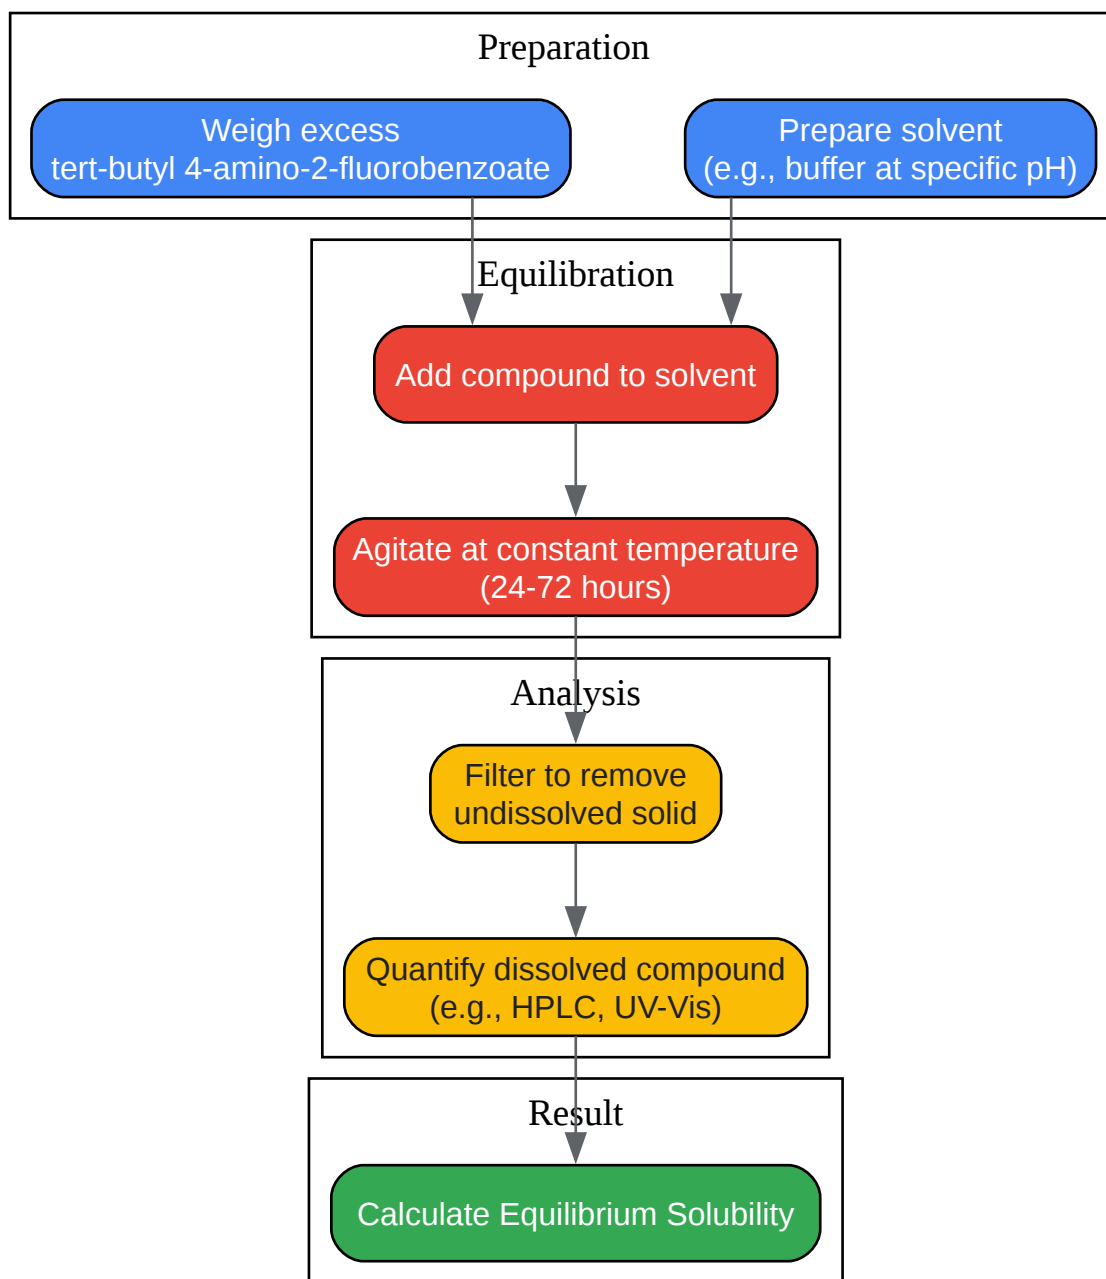 Preparation
Weigh excess
tert-butyl 4-amino-2-fluorobenzoate
Prepare solvent
(e.g., buffer at specific pH)
Equilibration
Add compound to solvent
Agitate at constant temperature
(24-72 hours)
Analysis
Filter to remove
undissolved solid
Quantify dissolved compound
(e.g., HPLC, UV-Vis)
Result
Calculate Equilibrium Solubility